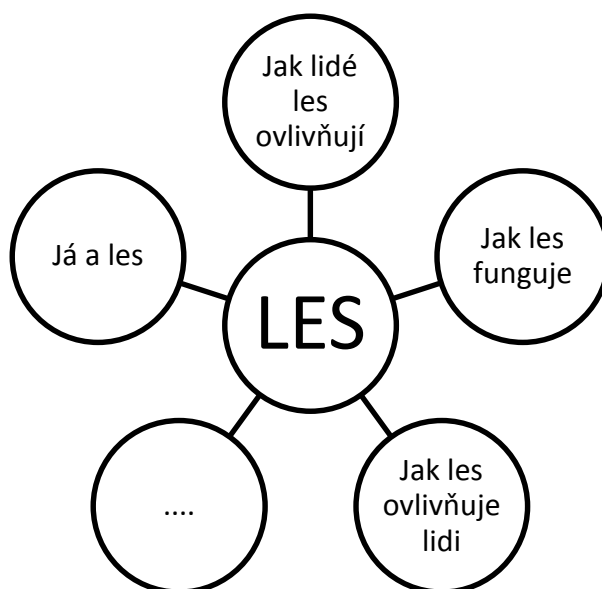 Jak lidé
les
ovlivňují
Já a les
Jak les
funguje
LES
....
Jak les
ovlivňuje
lidi